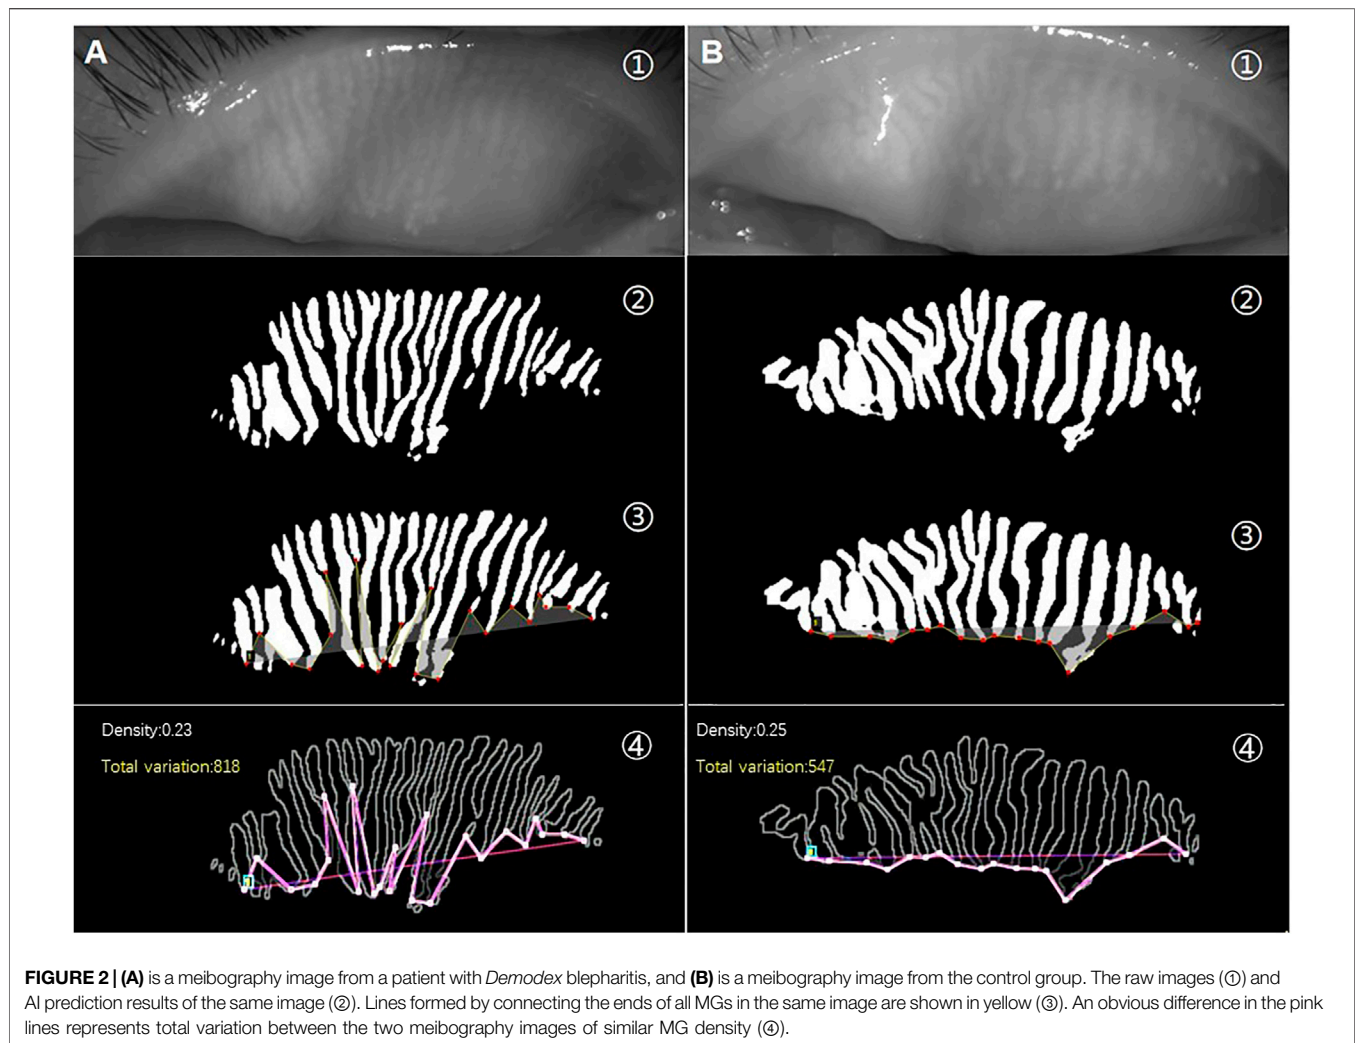 A
①
B
①
②
②
③
③
Density:0.23
Total variation:818
④
Density:0.25
Total variation:547
④
FIGURE 2 | (A) is a meibography image from a patient with Demodex blepharitis, and (B) is a meibography image from the control group. The raw images (①) and
AI prediction results of the same image (②). Lines formed by connecting the ends of all MGs in the same image are shown in yellow (③). An obvious difference in the pink
lines represents total variation between the two meibography images of similar MG density (④).